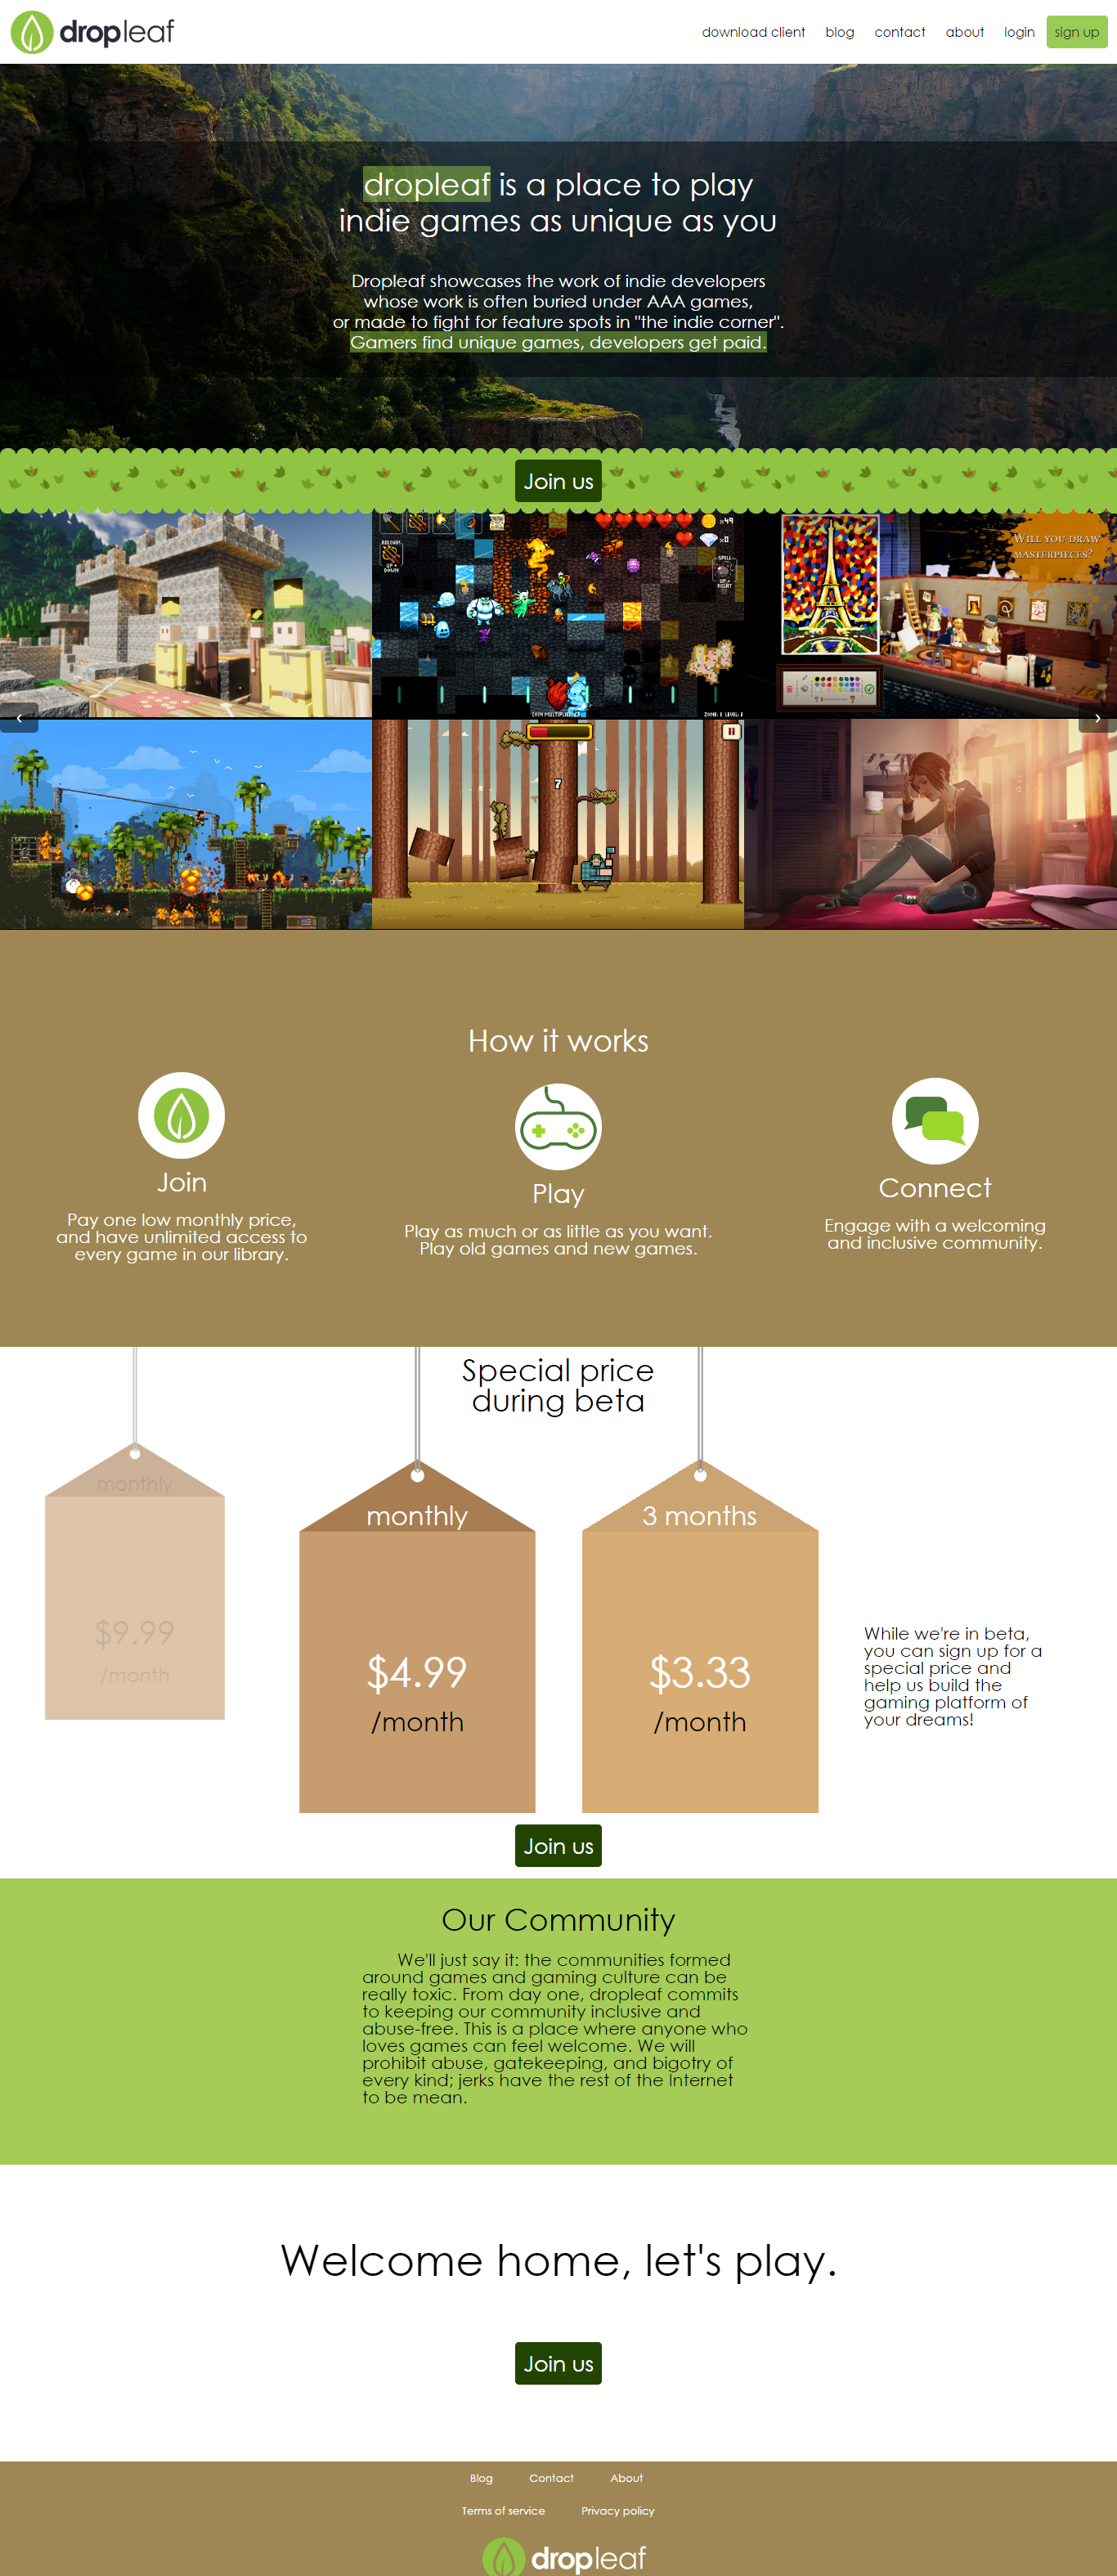 dropleaf
download client blog contact about login sign up
dropleaf is a place to play
indie games as unique as you
Dropleaf showcases the work of indie developers
whose work is often buried under AAA games,
or made to fight for feature spots in "the indie corner".
Gamers find unique games, developers get paid.
Join us
x49
x0
WILL YOU DRAW
MASTERPIECES?
7
How it works
Join
Pay one low monthly price,
and have unlimited access to
every game in our library.
Play
Play as much or as little as you want.
Play old games and new games.
Connect
Engage with a welcoming
and inclusive community.
Special price
during beta
monthly
$9.99
/month
monthly
$4.99
/month
3 months
$3.33
/month
While we're in beta,
you can sign up for a
special price and
help us build the
gaming platform of
your dreams!
Join us
Our Community
We'll just say it: the communities formed
around games and gaming culture can be
really toxic. From day one, dropleaf commits
to keeping our community inclusive and
abuse-free. This is a place where anyone who
loves games can feel welcome. We will
prohibit abuse, gatekeeping, and bigotry of
every kind; jerks have the rest of the Internet
to be mean.
Welcome home, let's play.
Join us
Blog Contact About
Terms of service Privacy policy
dropleaf